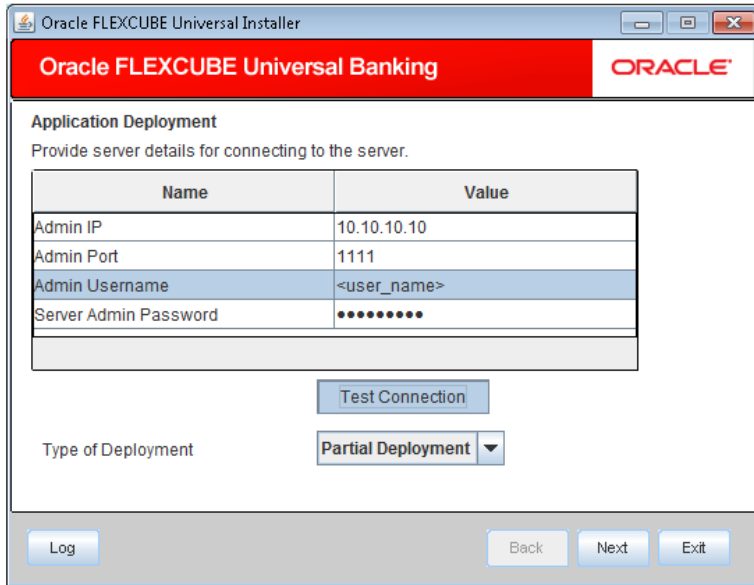 Oracle FLEXCUBE Universal Installer
Oracle FLEXCUBE Universal Banking
ORACLE
Application Deployment
Provide server details for connecting to the server.
Name Value
Admin IP 10.10.10.10
Admin Port 1111
Admin Username <user_name>
Server Admin Password •••••••••
Test Connection
Type of Deployment Partial Deployment
Log Back Next Exit